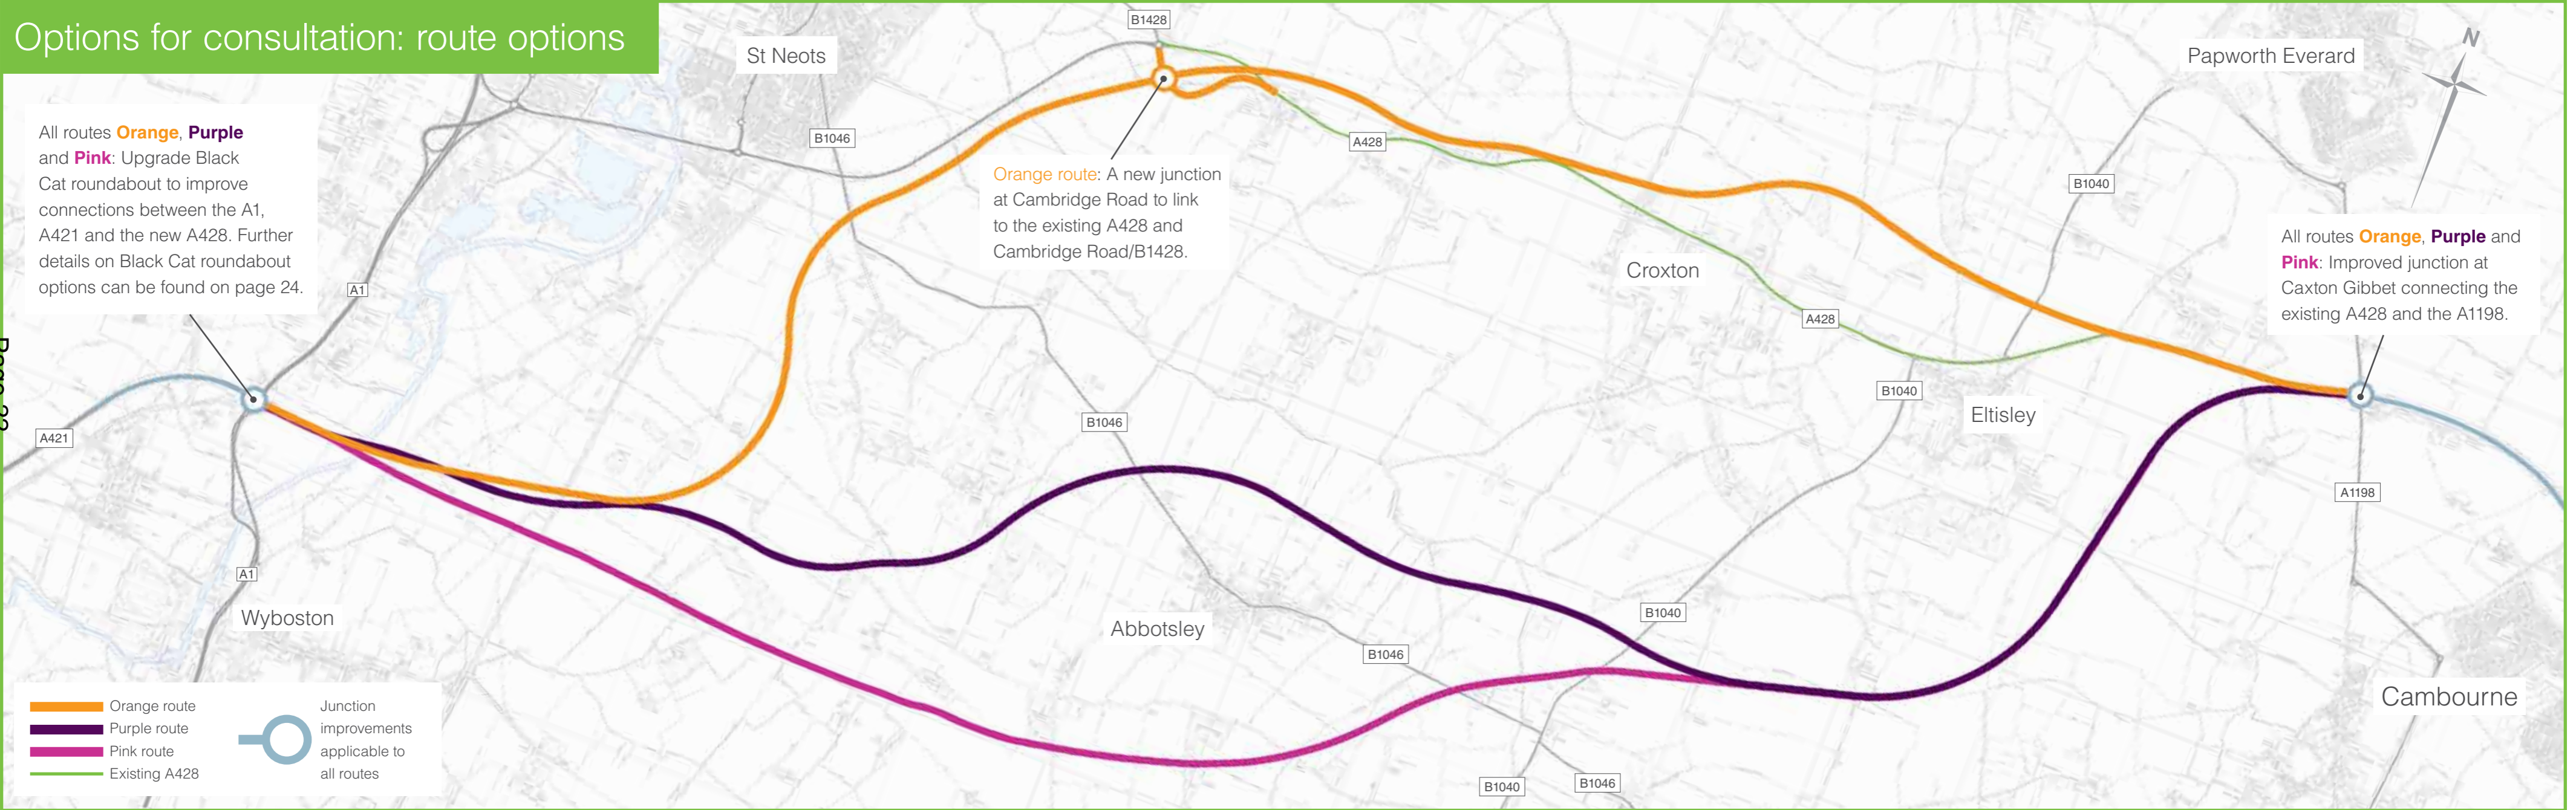 Options for consultation: route options
All routes Orange, Purple
and Pink: Upgrade Black
Cat roundabout to improve
connections between the A1,
A421 and the new A428. Further
details on Black Cat roundabout
options can be found on page 24.
St Neots
B1428
Papworth Everard
N
B1046
A428
Orange route: A new junction
at Cambridge Road to link
to the existing A428 and
Cambridge Road/B1428.
B1040
All routes Orange, Purple and
Pink: Improved junction at
Caxton Gibbet connecting the
existing A428 and the A1198.
A1
Croxton
A428
B1040
Eltisley
A421
B1046
A1198
A1
Wyboston
Abbotsley
B1040
B1046
Cambourne
B1040
B1046
Orange route
Purple route
Pink route
Existing A428
Junction
improvements
applicable to
all routes